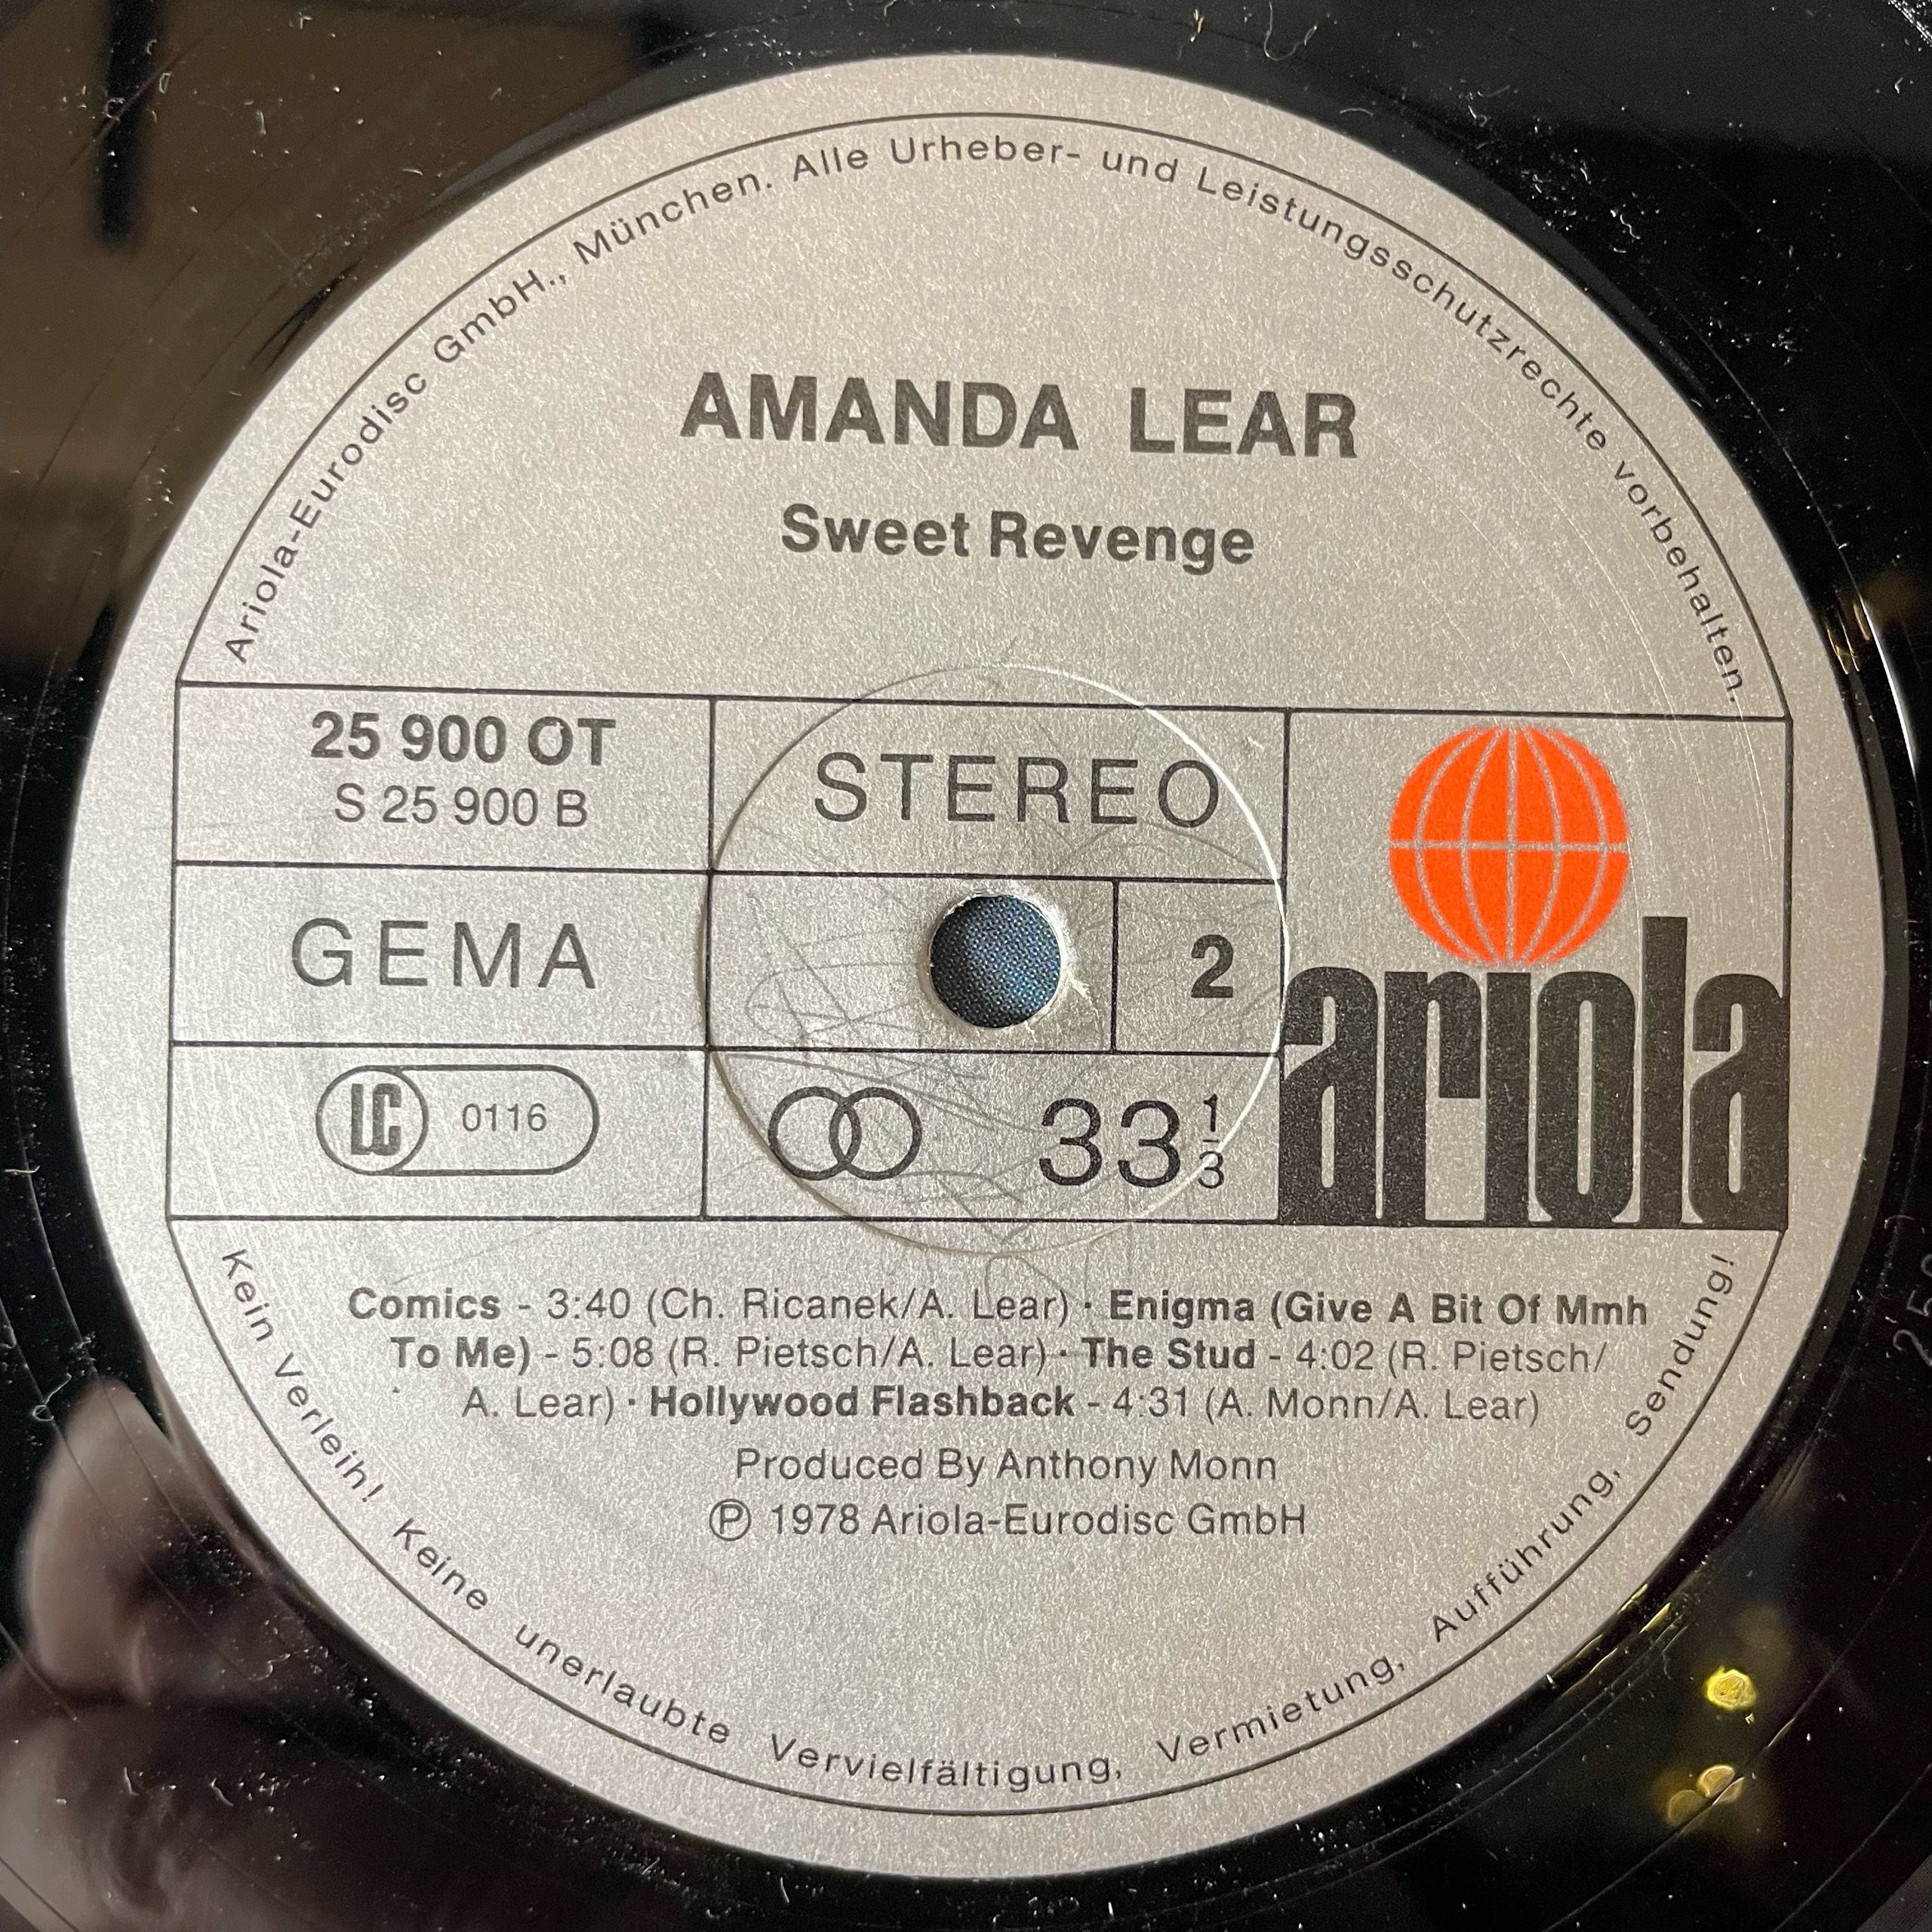 Ariola-Eurodisc GmbH., München. Alle Urheber- und Leistungsschutzrechte vorbehalten.
AMANDA LEAR
Sweet Revenge
25 900 OT
S 25 900 B
STEREO
GEMA
2
LC 0116
33 1/3
ariola
Comics - 3:40 (Ch. Ricanek/A. Lear) · Enigma (Give A Bit Of Mmh
To Me) - 5:08 (R. Pietsch/A. Lear) · The Stud - 4:02 (R. Pietsch/
A. Lear) · Hollywood Flashback - 4:31 (A. Monn/A. Lear)
Produced By Anthony Monn
℗ 1978 Ariola-Eurodisc GmbH
Kein Verleih! Keine unerlaubte Vervielfältigung, Vermietung, Aufführung, Sendung!